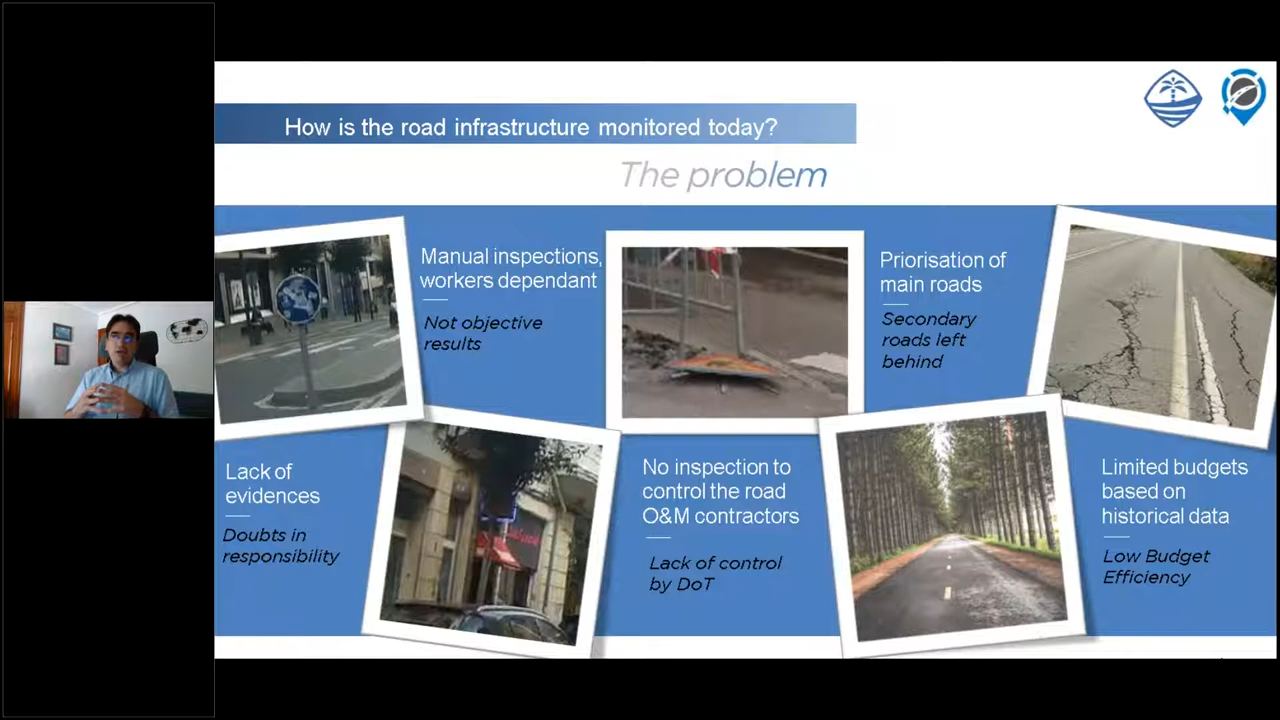 How is the road infrastructure monitored today?
The problem
Manual inspections,
workers dependant
Not objective
results
Priorisation of
main roads
Secondary
roads left
behind
Lack of
evidences
Doubts in
responsibility
No inspection to
control the road
O&M contractors
Lack of control
by DoT
Limited budgets
based on
historical data
Low Budget
Efficiency